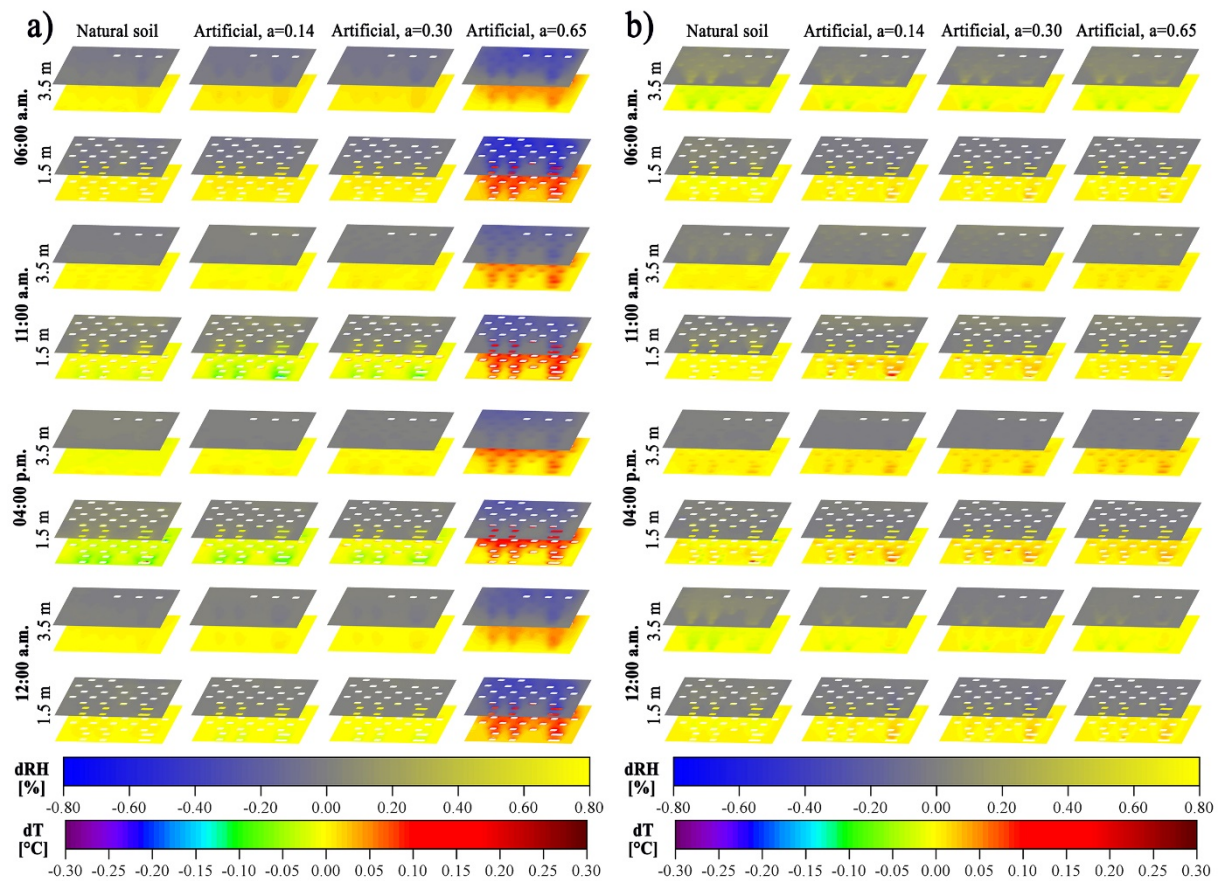 a)
Natural soil Artificial, a=0.14 Artificial, a=0.30 Artificial, a=0.65
06:00 a.m.
3.5 m
1.5 m
11:00 a.m.
3.5 m
1.5 m
04:00 p.m.
3.5 m
1.5 m
12:00 a.m.
3.5 m
1.5 m
dRH
[%]
-0.80 -0.60 -0.40 -0.20 0.00 0.20 0.40 0.60 0.80
dT
[°C]
-0.30 -0.25 -0.20 -0.15 -0.10 -0.05 0.00 0.05 0.10 0.15 0.20 0.25 0.30
b)
Natural soil Artificial, a=0.14 Artificial, a=0.30 Artificial, a=0.65
06:00 a.m.
3.5 m
1.5 m
11:00 a.m.
3.5 m
1.5 m
04:00 p.m.
3.5 m
1.5 m
12:00 a.m.
3.5 m
1.5 m
dRH
[%]
-0.80 -0.60 -0.40 -0.20 0.00 0.20 0.40 0.60 0.80
dT
[°C]
-0.30 -0.25 -0.20 -0.15 -0.10 -0.05 0.00 0.05 0.10 0.15 0.20 0.25 0.30